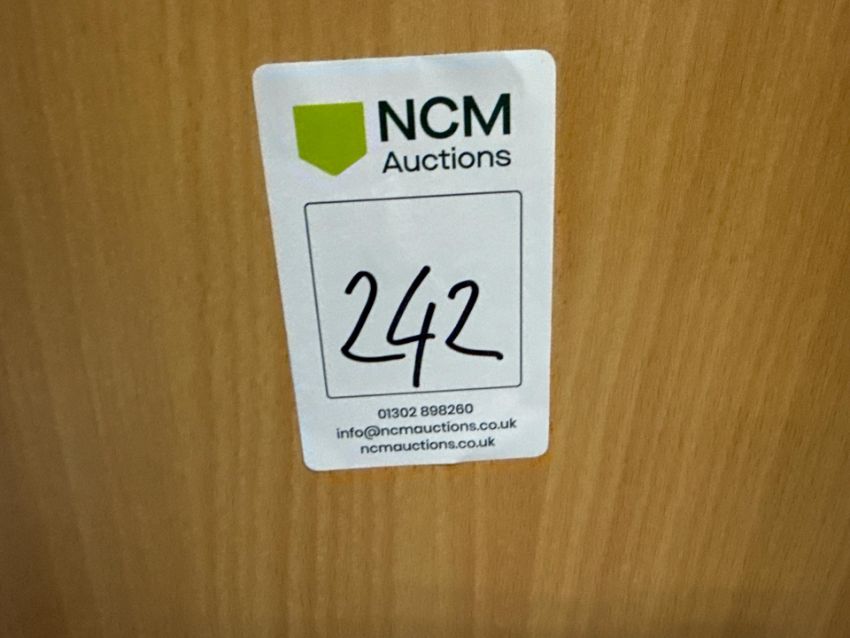 NCM
Auctions
242
01302 898260
info@ncmauctions.co.uk
ncmauctions.co.uk